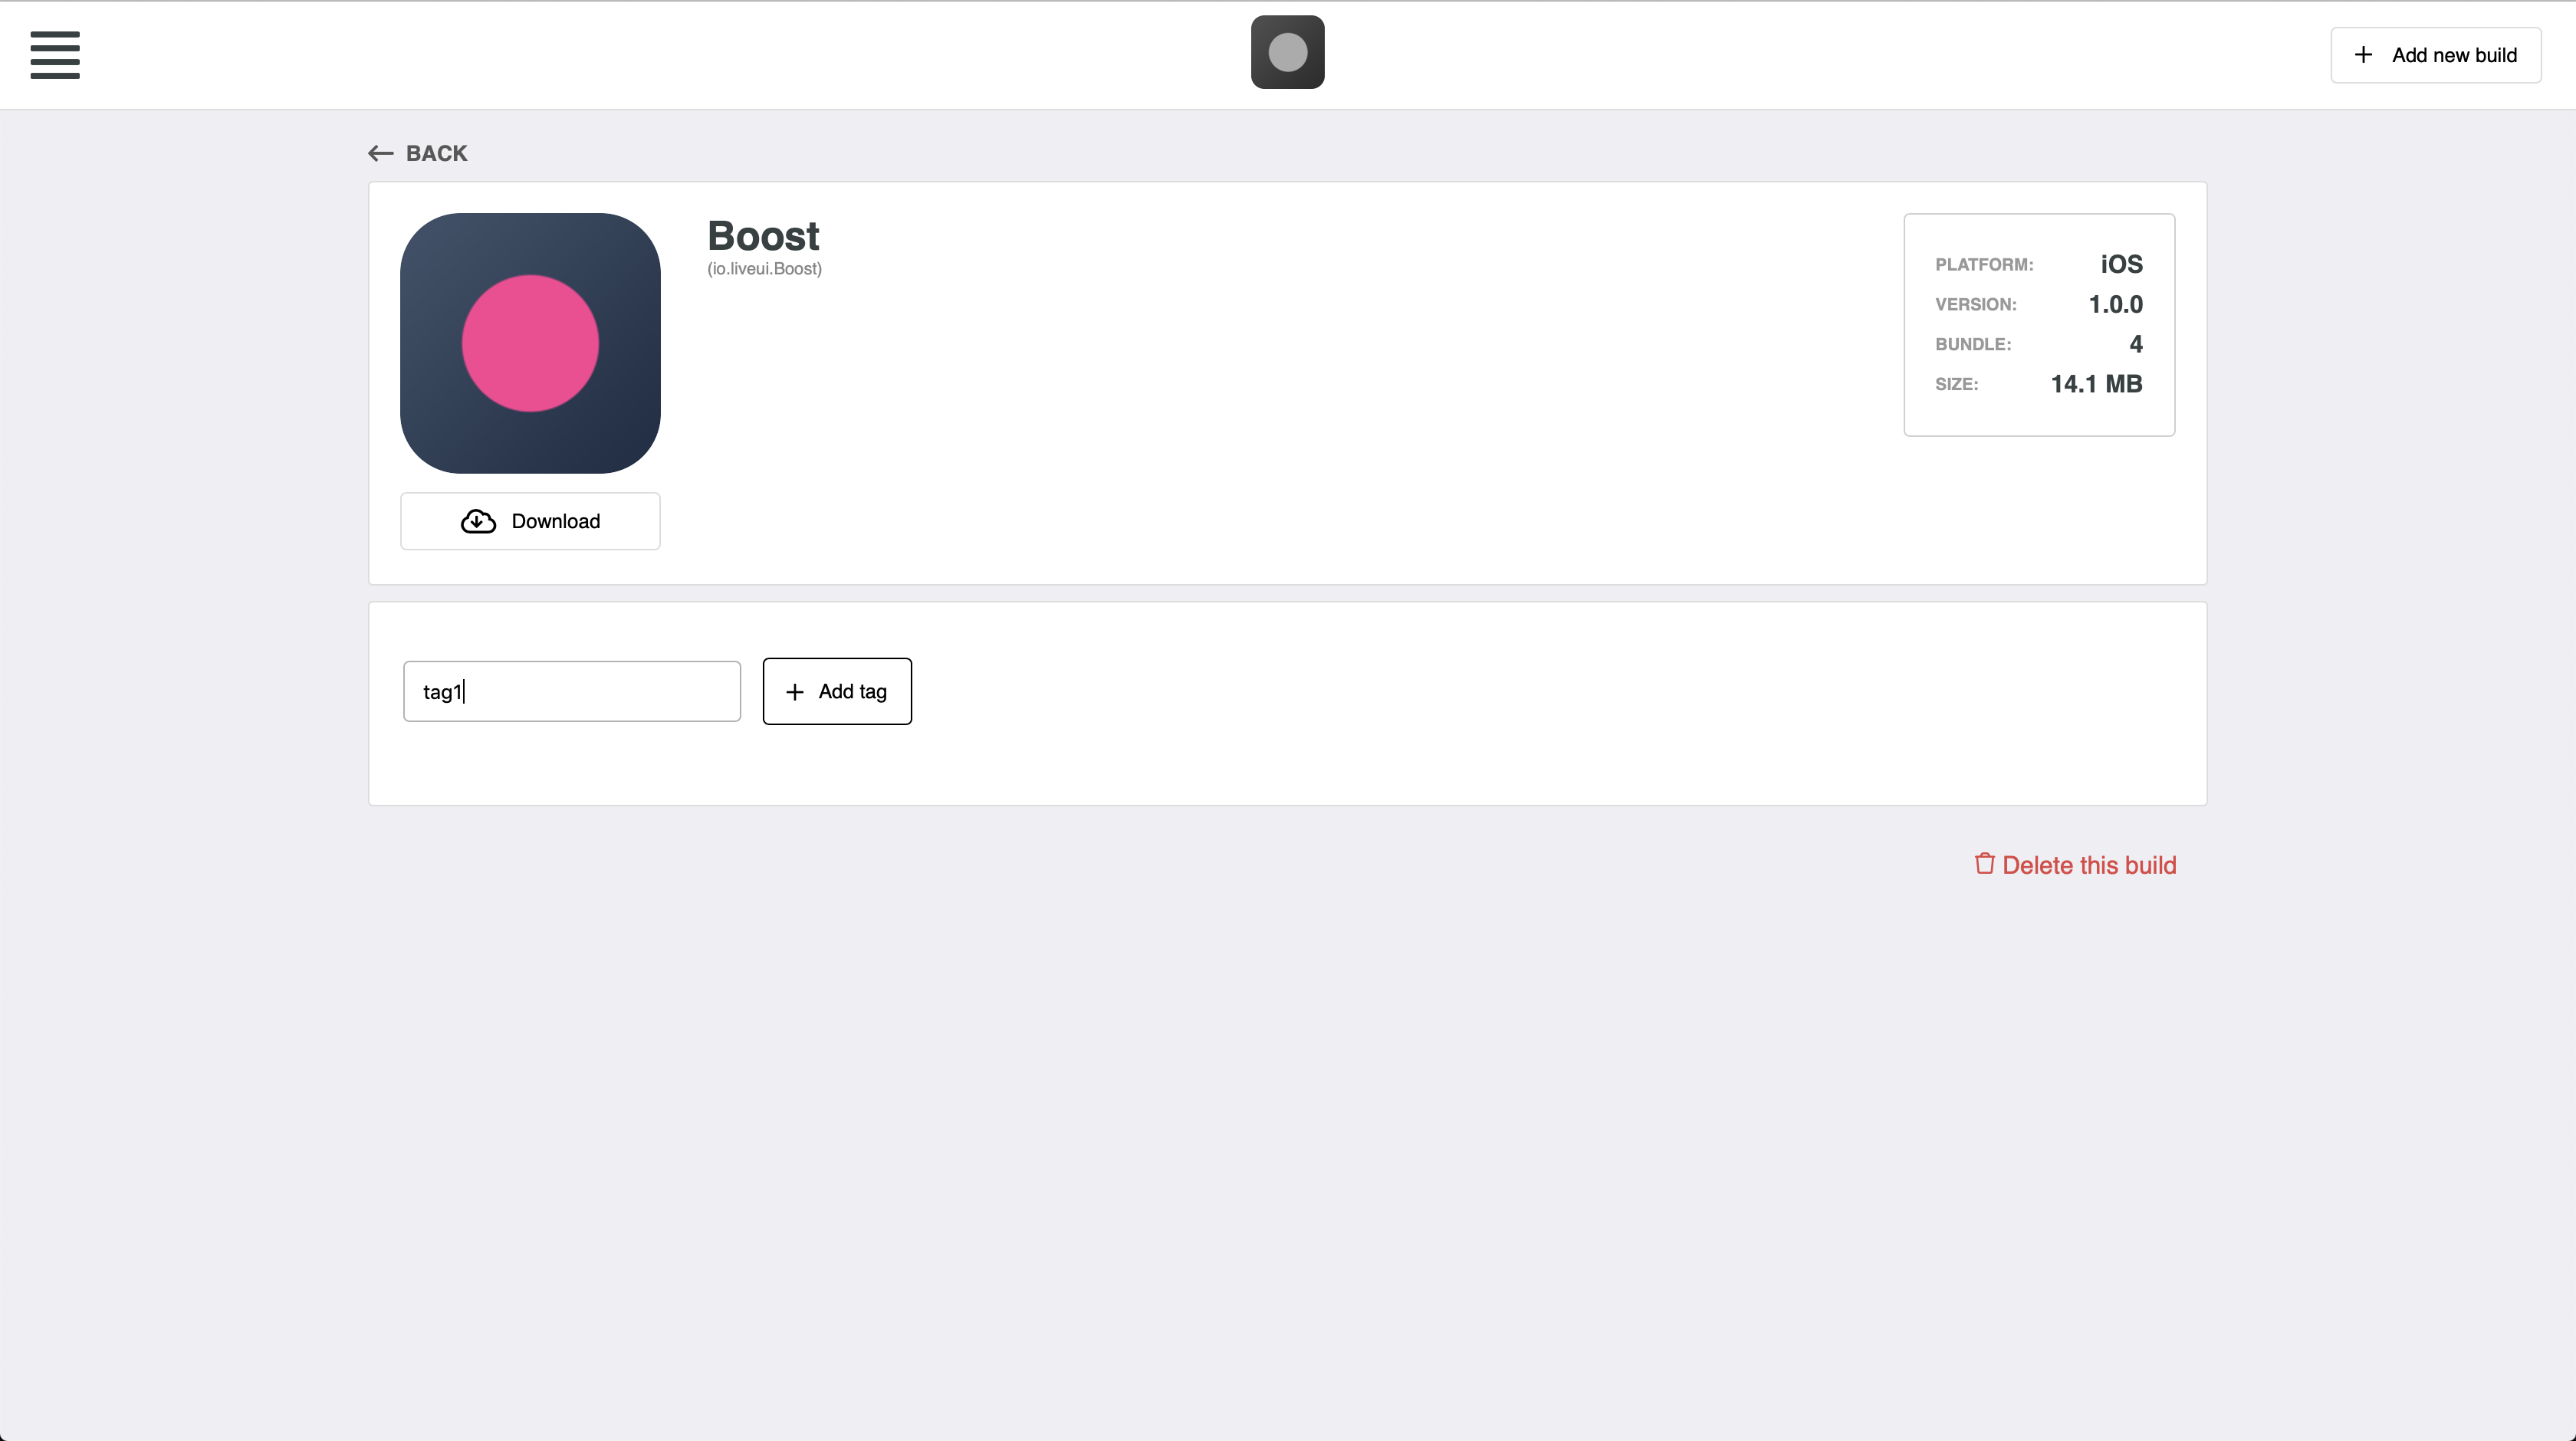 Add new build
BACK
Boost
(io.liveui.Boost)
PLATFORM: iOS
VERSION: 1.0.0
BUNDLE: 4
SIZE: 14.1 MB
Download
tag1
Add tag
Delete this build